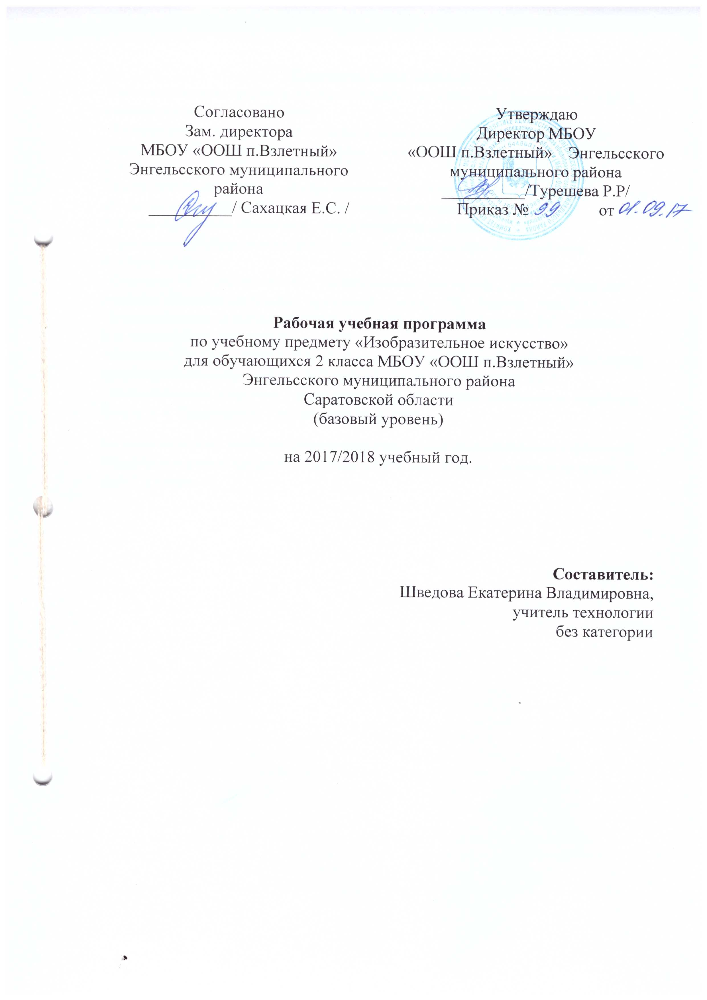 Согласовано
Зам. директора
МБОУ «ООШ п.Взлетный»
Энгельсского муниципального
района
/ Сахацкая Е.С. /
Утверждаю
Директор МБОУ
«ООШ п.Взлетный» Энгельсского
муниципального района
/Турешева Р.Р/
Приказ № 99 от 01.09.17
Рабочая учебная программа
по учебному предмету «Изобразительное искусство»
для обучающихся 2 класса МБОУ «ООШ п.Взлетный»
Энгельсского муниципального района
Саратовской области
(базовый уровень)
на 2017/2018 учебный год.
Составитель:
Шведова Екатерина Владимировна,
учитель технологии
без категории